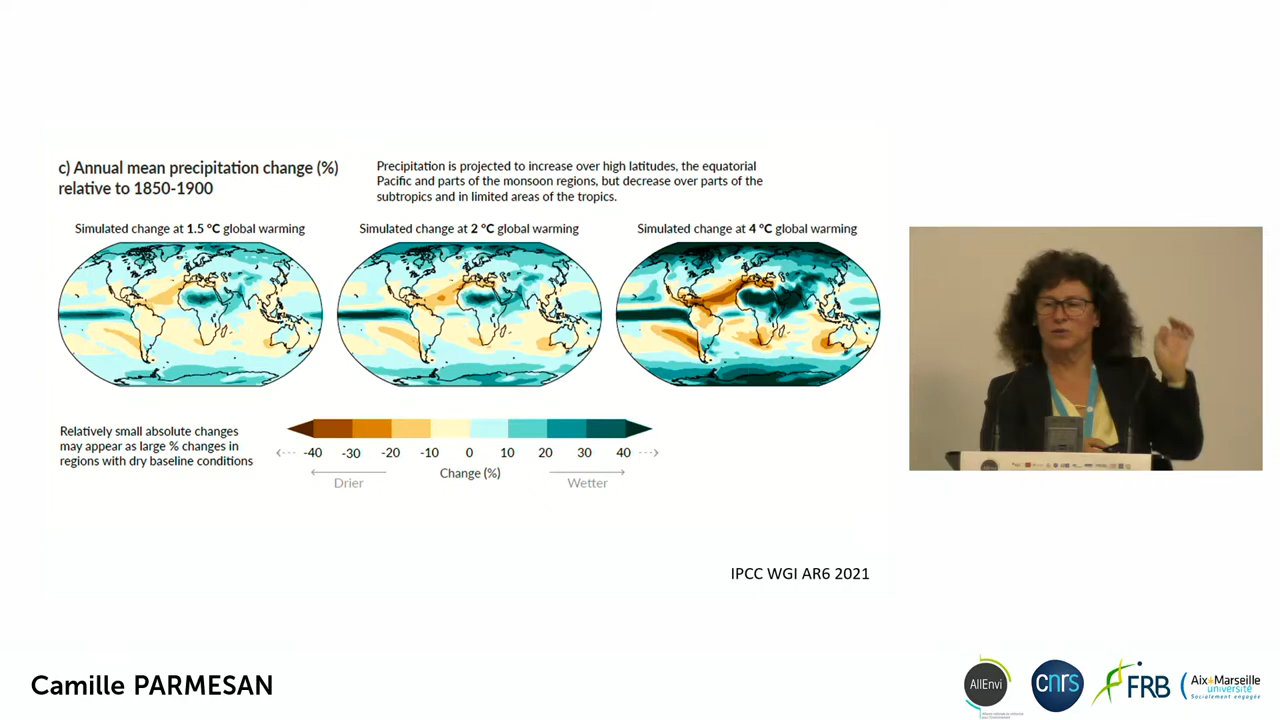 c) Annual mean precipitation change (%)
relative to 1850-1900
Precipitation is projected to increase over high latitudes, the equatorial
Pacific and parts of the monsoon regions, but decrease over parts of the
subtropics and in limited areas of the tropics.
Simulated change at 1.5 °C global warming
Simulated change at 2 °C global warming
Simulated change at 4 °C global warming
Relatively small absolute changes
may appear as large % changes in
regions with dry baseline conditions
-40 -30 -20 -10 0 10 20 30 40
Change (%)
Drier
Wetter
IPCC WGI AR6 2021
Camille PARMESAN
AllEnvi
cnrs
FRB
Aix Marseille
université
Socialement engagée